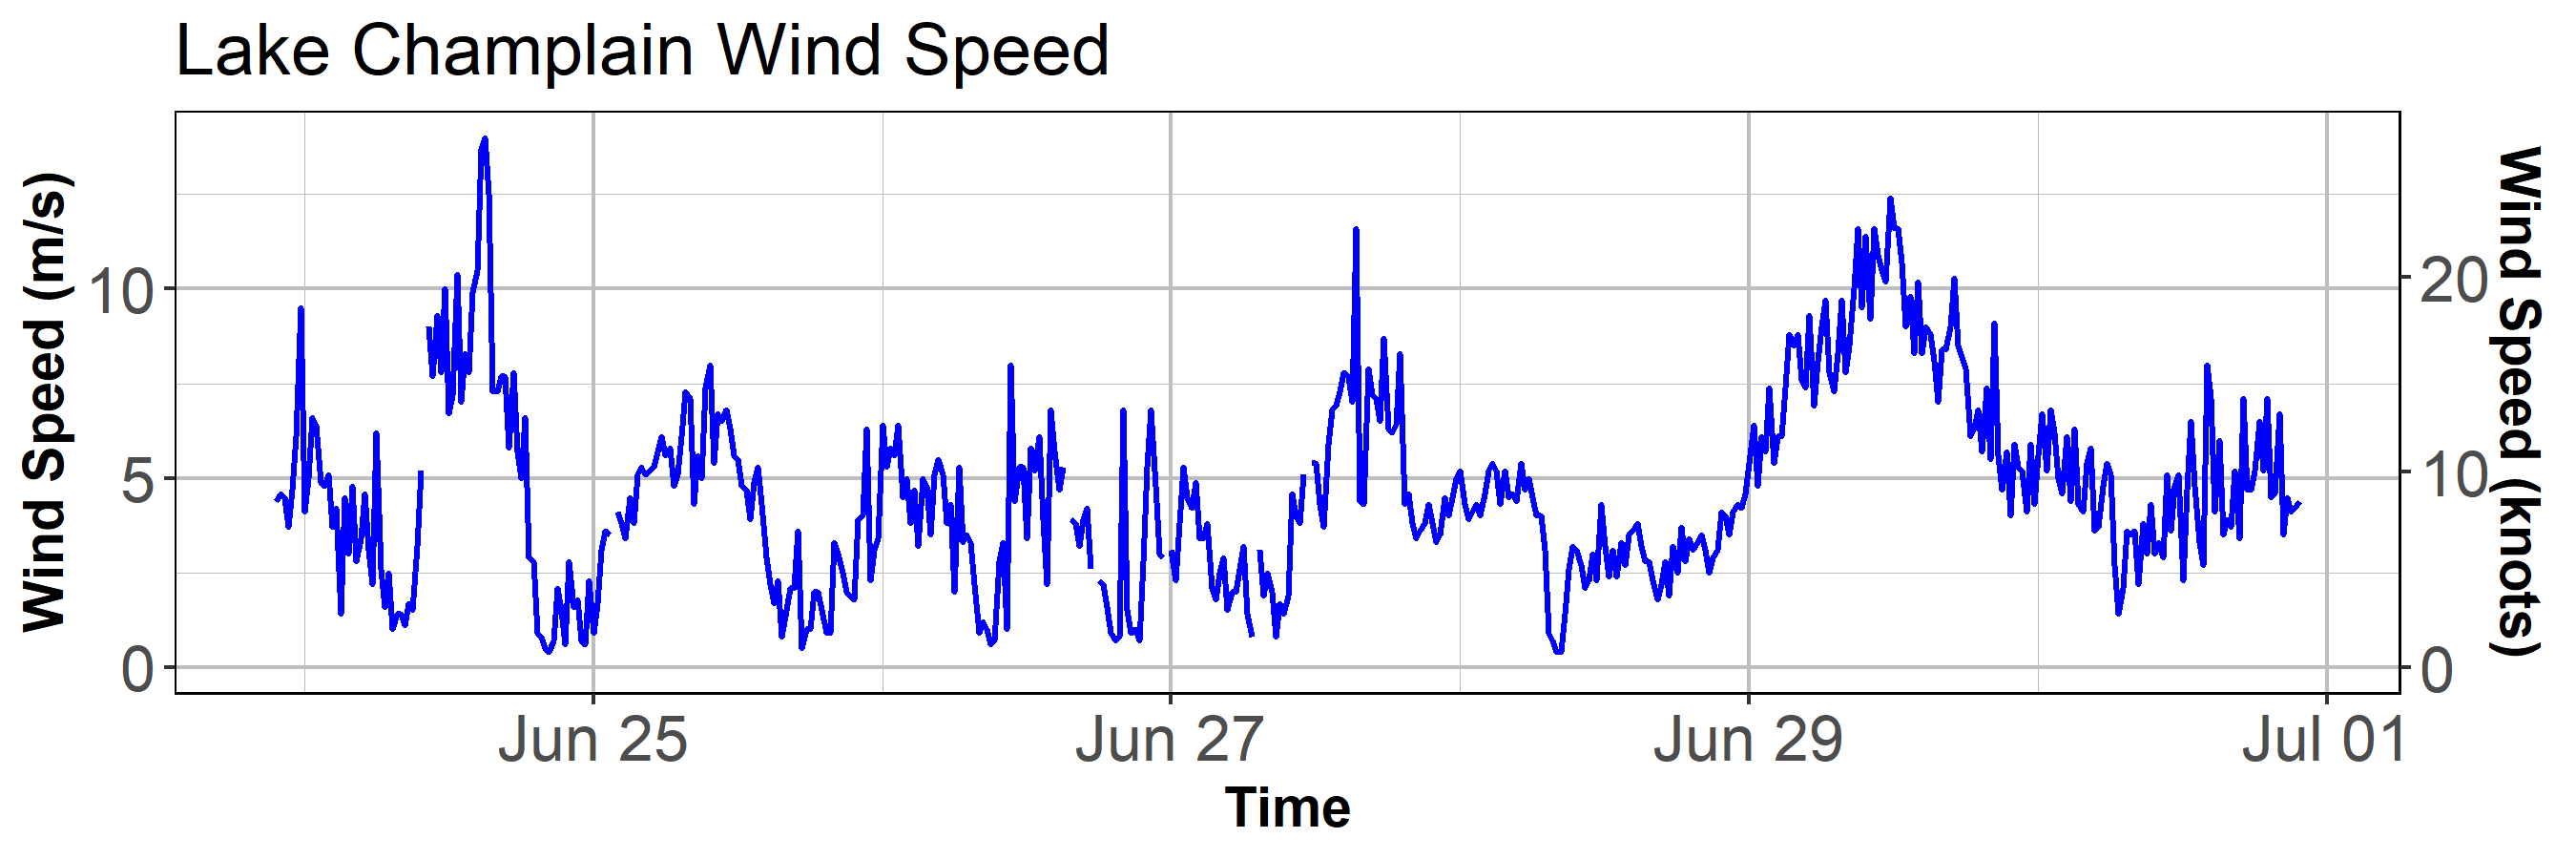 Lake Champlain Wind Speed
Wind Speed (m/s)
10
5
0
20
10
0
Wind Speed (knots)
Jun 25
Jun 27
Jun 29
Jul 01
Time